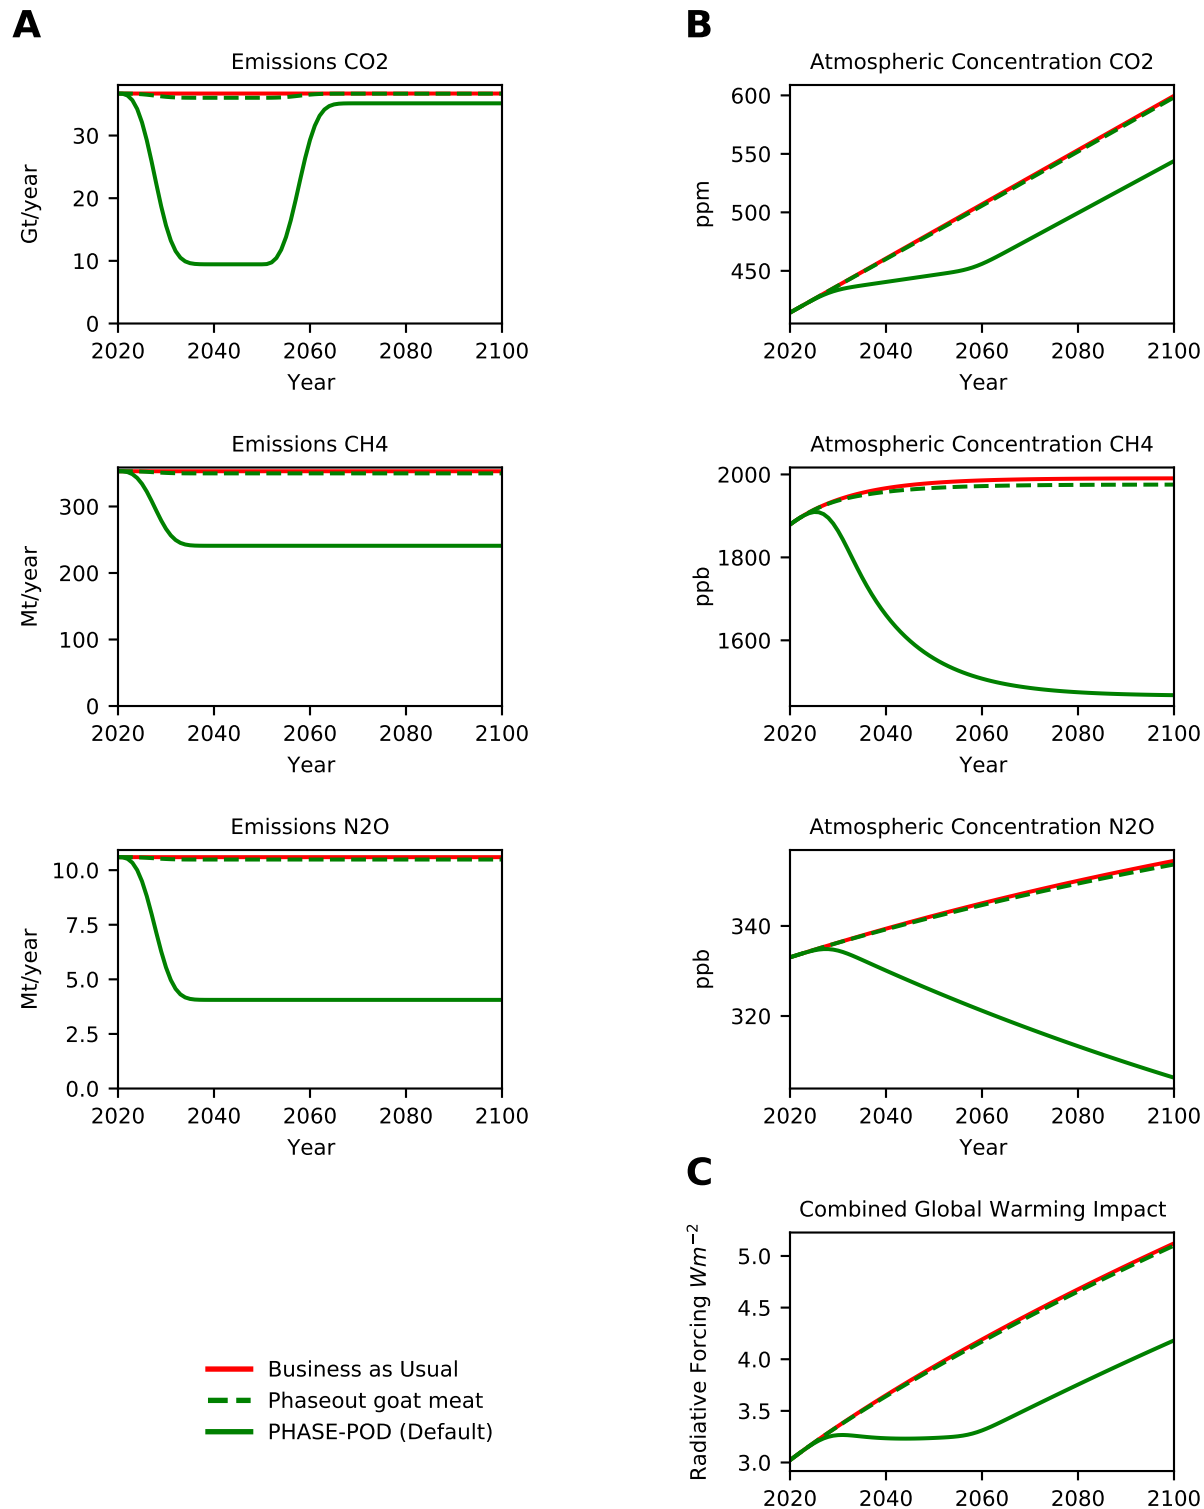 A
B
Emissions CO2
Gt/year
30
20
10
0
2020 2040 2060 2080 2100
Year
Atmospheric Concentration CO2
ppm
600
550
500
450
2020 2040 2060 2080 2100
Year
Emissions CH4
Mt/year
300
200
100
0
2020 2040 2060 2080 2100
Year
Atmospheric Concentration CH4
ppb
2000
1800
1600
2020 2040 2060 2080 2100
Year
Emissions N2O
Mt/year
10.0
7.5
5.0
2.5
0.0
2020 2040 2060 2080 2100
Year
Atmospheric Concentration N2O
ppb
340
320
2020 2040 2060 2080 2100
Year
C
Combined Global Warming Impact
Radiative Forcing Wm⁻²
5.0
4.5
4.0
3.5
3.0
2020 2040 2060 2080 2100
Business as Usual
Phaseout goat meat
PHASE-POD (Default)